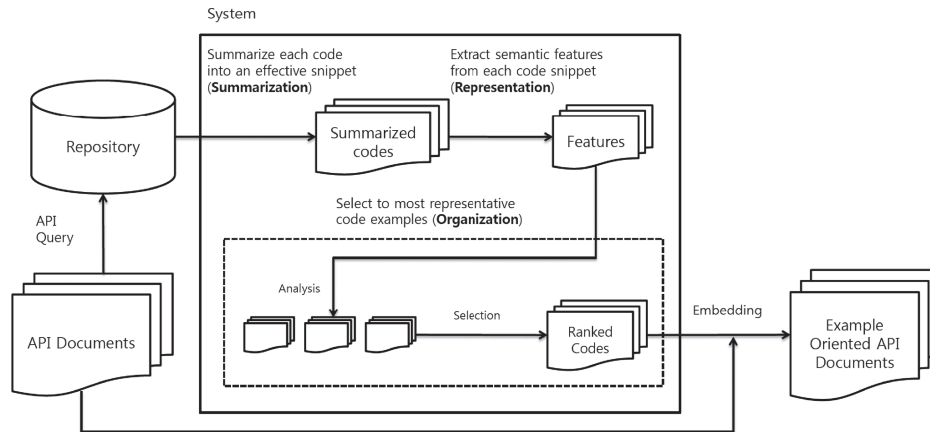 System
Summarize each code
into an effective snippet
(Summarization)
Extract semantic features
from each code snippet
(Representation)
Repository
Summarized
codes
Features
Select to most representative
code examples (Organization)
API
Query
Analysis
Selection
Ranked
Codes
Embedding
API Documents
Example
Oriented API
Documents